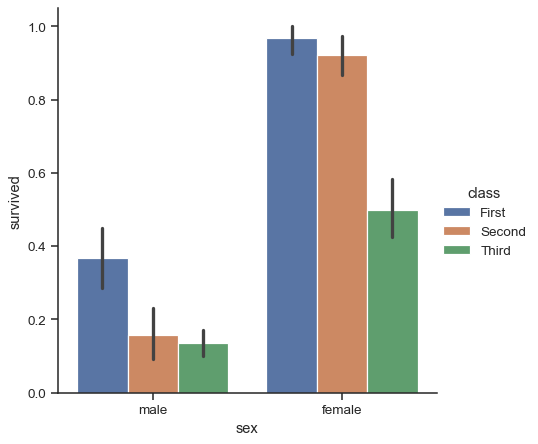 1.0
0.8
0.6
0.4
0.2
0.0
survived
male
female
sex
class
First
Second
Third